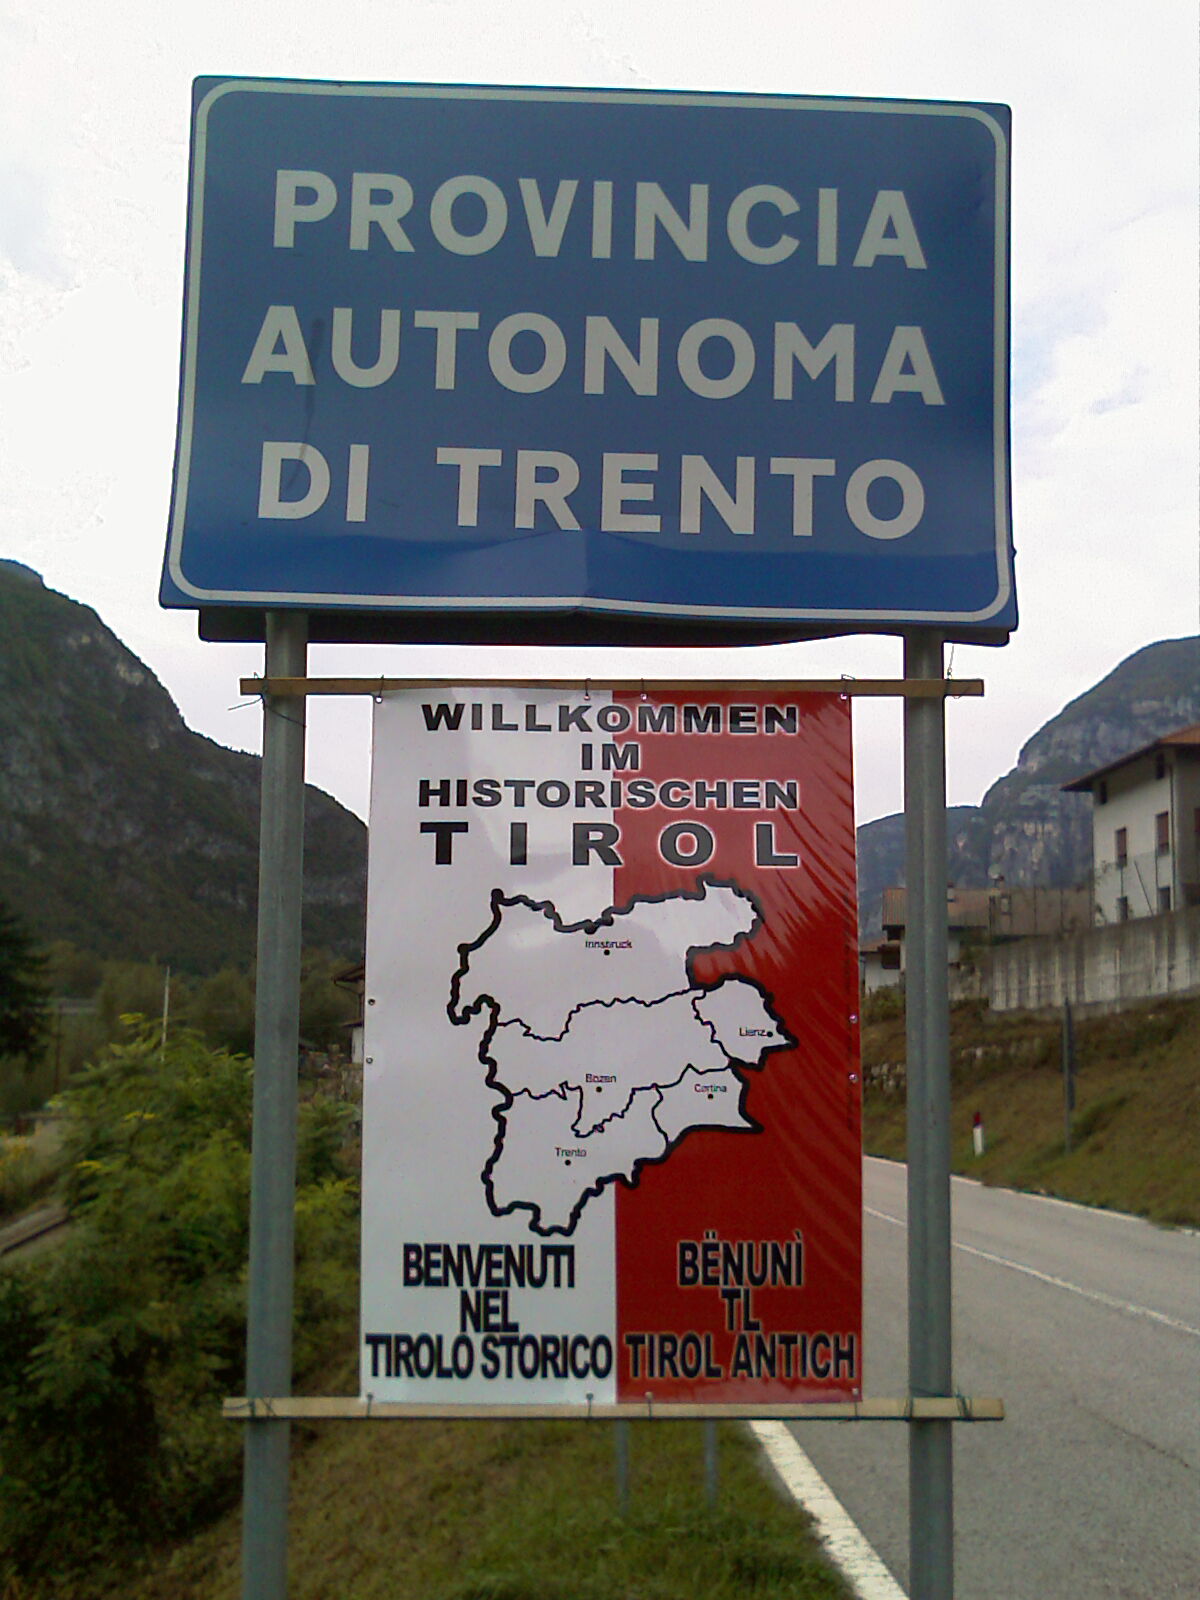 PROVINCIA
AUTONOMA
DI TRENTO
WILLKOMMEN
IM
HISTORISCHEN
TIROL
Innsbruck
Lienz
Bozen
Cortina
Trento
BENVENUTI
NEL
TIROLO STORICO
BËNUNÌ
TL
TIROL ANTICH